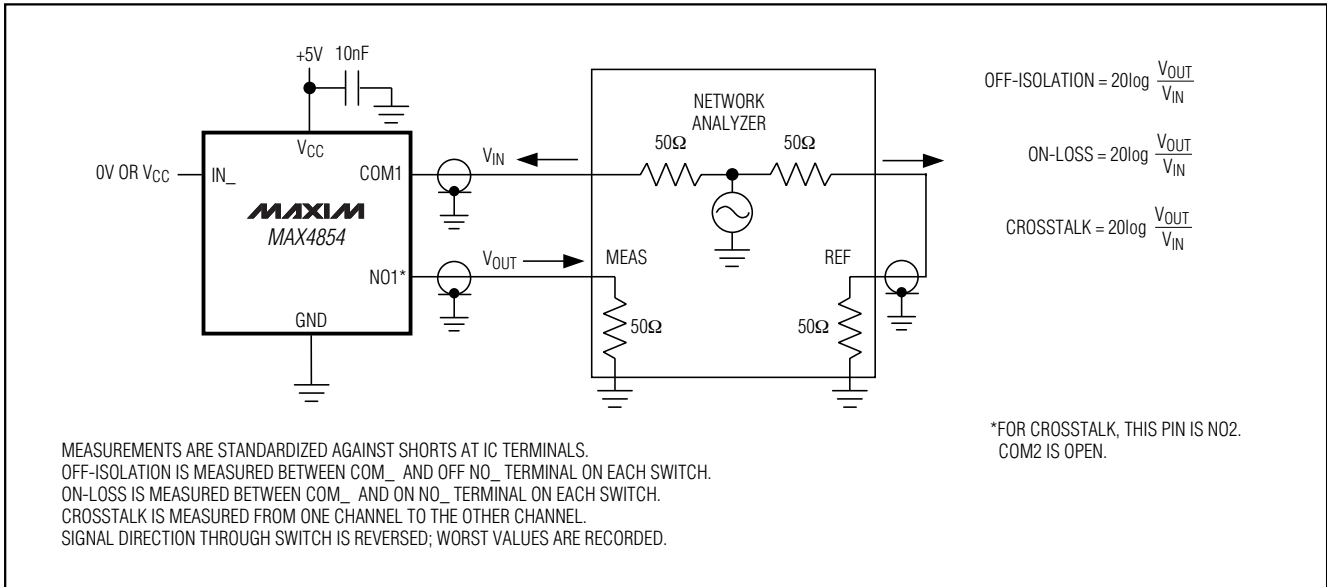 +5V 10nF
VCC
0V OR VCC
IN_
COM1
MAXIM
MAX4854
NO1*
GND
VIN
VOUT
NETWORK
ANALYZER
50Ω 50Ω
MEAS
REF
50Ω
50Ω
OFF-ISOLATION = 20log VOUT
VIN
ON-LOSS = 20log VOUT
VIN
CROSSTALK = 20log VOUT
VIN
MEASUREMENTS ARE STANDARDIZED AGAINST SHORTS AT IC TERMINALS.
OFF-ISOLATION IS MEASURED BETWEEN COM_ AND OFF NO_ TERMINAL ON EACH SWITCH.
ON-LOSS IS MEASURED BETWEEN COM_ AND ON NO_ TERMINAL ON EACH SWITCH.
CROSSTALK IS MEASURED FROM ONE CHANNEL TO THE OTHER CHANNEL.
SIGNAL DIRECTION THROUGH SWITCH IS REVERSED; WORST VALUES ARE RECORDED.
*FOR CROSSTALK, THIS PIN IS NO2.
COM2 IS OPEN.